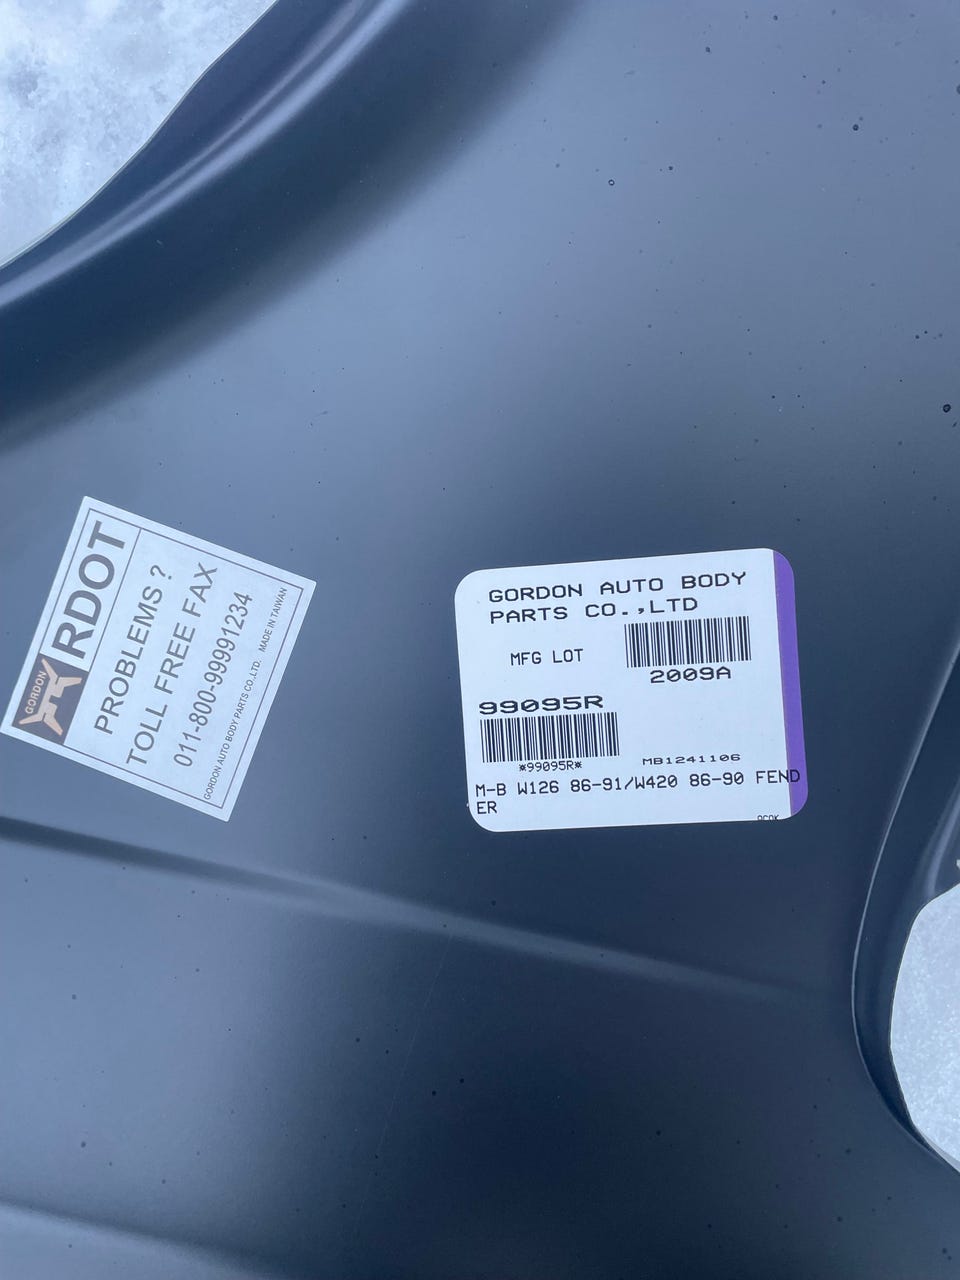 GORDON
RDOT
PROBLEMS ?
TOLL FREE FAX
011-800-99991234
GORDON AUTO BODY PARTS CO.,LTD. MADE IN TAIWAN
GORDON AUTO BODY
PARTS CO.,LTD
MFG LOT
2009A
99095R
*99095R*
MB1241106
M-B W126 86-91/W420 86-90 FEND
ER